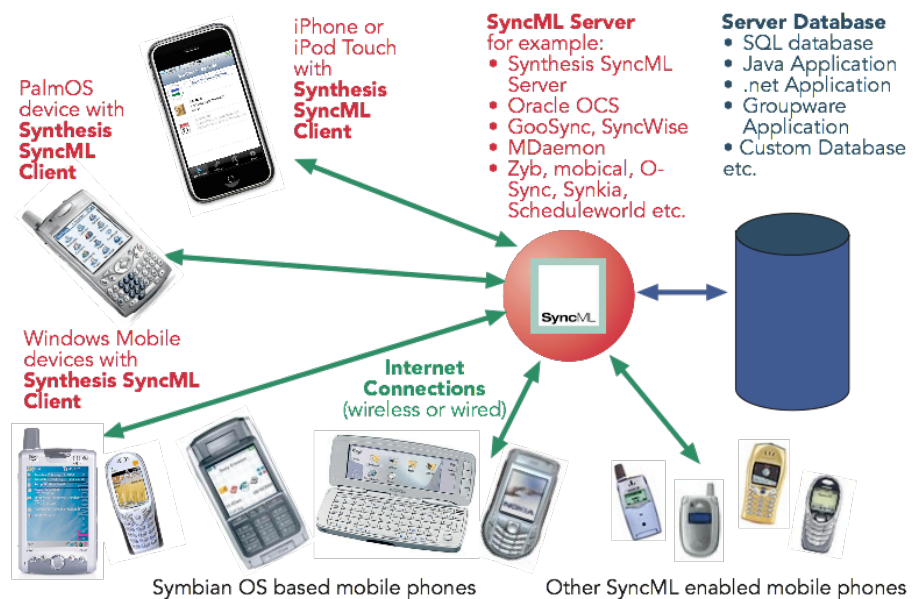 iPhone or
iPod Touch
with
Synthesis
SyncML
Client
SyncML Server
for example:
• Synthesis SyncML
Server
• Oracle OCS
• GooSync, SyncWise
• MDaemon
• Zyb, mobical, O-
Sync, Synkia,
Scheduleworld etc.
Server Database
• SQL database
• Java Application
• .net Application
• Groupware
Application
• Custom Database
etc.
PalmOS
device with
Synthesis
SyncML
Client
SyncML
Windows Mobile
devices with
Synthesis SyncML
Client
Internet
Connections
(wireless or wired)
NOKIA
Symbian OS based mobile phones
Other SyncML enabled mobile phones